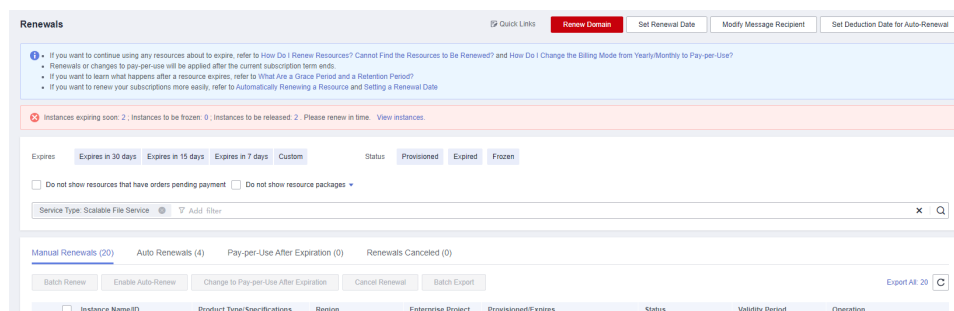 Renewals
Quick Links
Renew Domain
Set Renewal Date
Modify Message Recipient
Set Deduction Date for Auto-Renewal
If you want to continue using any resources about to expire, refer to How Do I Renew Resources? Cannot Find the Resources to Be Renewed? and How Do I Change the Billing Mode from Yearly/Monthly to Pay-per-Use?
Renewals or changes to pay-per-use will be applied after the current subscription term ends.
If you want to learn what happens after a resource expires, refer to What Are a Grace Period and a Retention Period?
If you want to renew your subscriptions more easily, refer to Automatically Renewing a Resource and Setting a Renewal Date
Instances expiring soon: 2 ; Instances to be frozen: 0 ; Instances to be released: 2 . Please renew in time. View instances.
Expires Expires in 30 days Expires in 15 days Expires in 7 days Custom Status Provisioned Expired Frozen
Do not show resources that have orders pending payment Do not show resource packages
Service Type: Scalable File Service Add filter
Manual Renewals (20) Auto Renewals (4) Pay-per-Use After Expiration (0) Renewals Canceled (0)
Batch Renew Enable Auto-Renew Change to Pay-per-Use After Expiration Cancel Renewal Batch Export Export All: 20
Instance Name/ID Product Type/Specifications Region Enterprise Project Provisioned/Expires Status Validity Period Operation